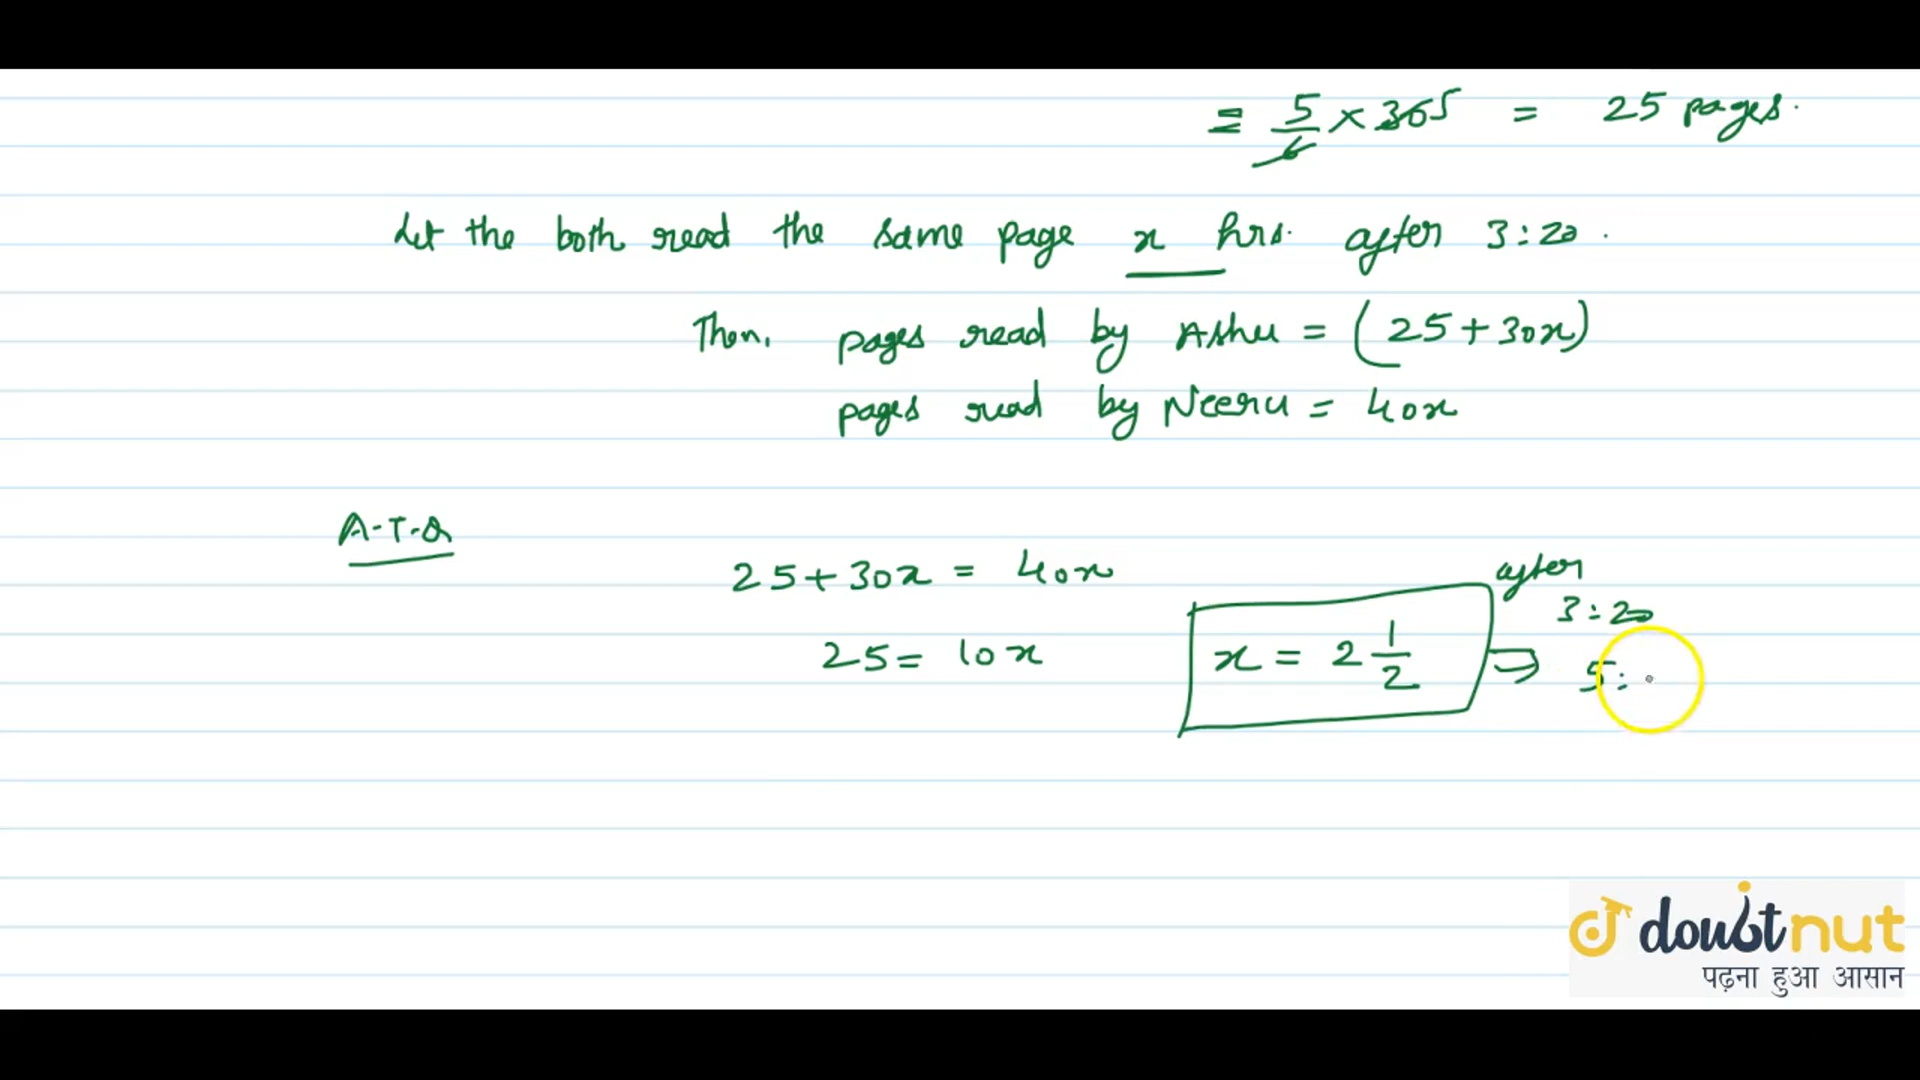 = 5/6 × 30 5 = 25 pages.
Let the both read the same page x hrs. after 3:20.
Then, pages read by Ashu = (25+30x)
pages read by Neeru = 40x
A.T.Q
25+30x = 40x
after
3:20
25 = 10x
x = 2 1/2 ⇒ 5:
doubtnut
पढ़ना हुआ आसान